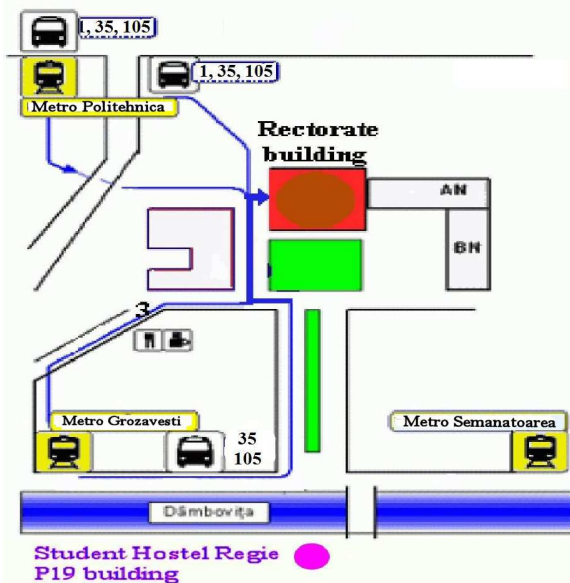 1, 35, 105
1, 35, 105
Metro Politehnica
Rectorate
building
AN
BN
3
Metro Grozavesti
35
105
Metro Semanatoarea
Dâmbovița
Student Hostel Regie
P19 building